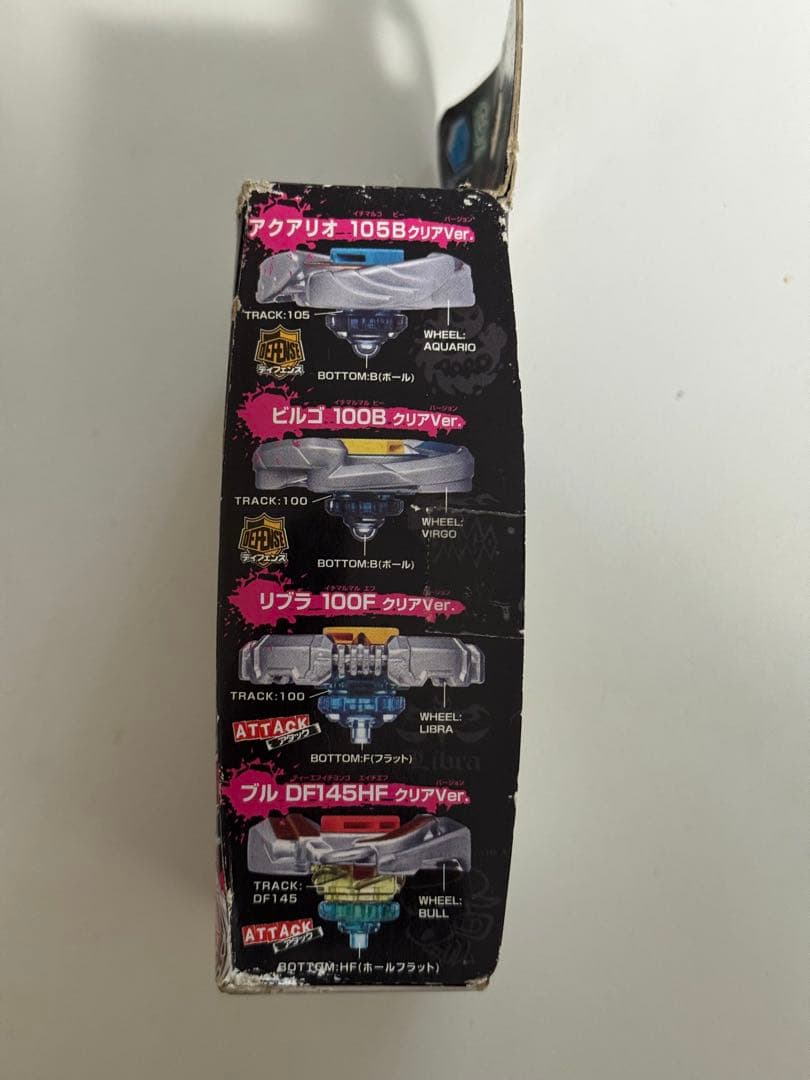 イチマルゴ ビー バージョン
アクアリオ 105BクリアVer.
TRACK:105
WHEEL:
AQUARIO
DEFENSE
ディフェンス
BOTTOM:B(ボール)
イチマルマル ビー バージョン
ビルゴ 100B クリアVer.
TRACK:100
WHEEL:
VIRGO
DEFENSE
ディフェンス
BOTTOM:B(ボール)
イチマルマル エフ バージョン
リブラ 100F クリアVer.
TRACK:100
WHEEL:
LIBRA
ATTACK
アタック
BOTTOM:F(フラット)
Libra
ディーエフイチヨンゴ エイチエフ バージョン
ブル DF145HF クリアVer.
TRACK:
DF145
WHEEL:
BULL
ATTACK
アタック
BOTTOM:HF(ホールフラット)